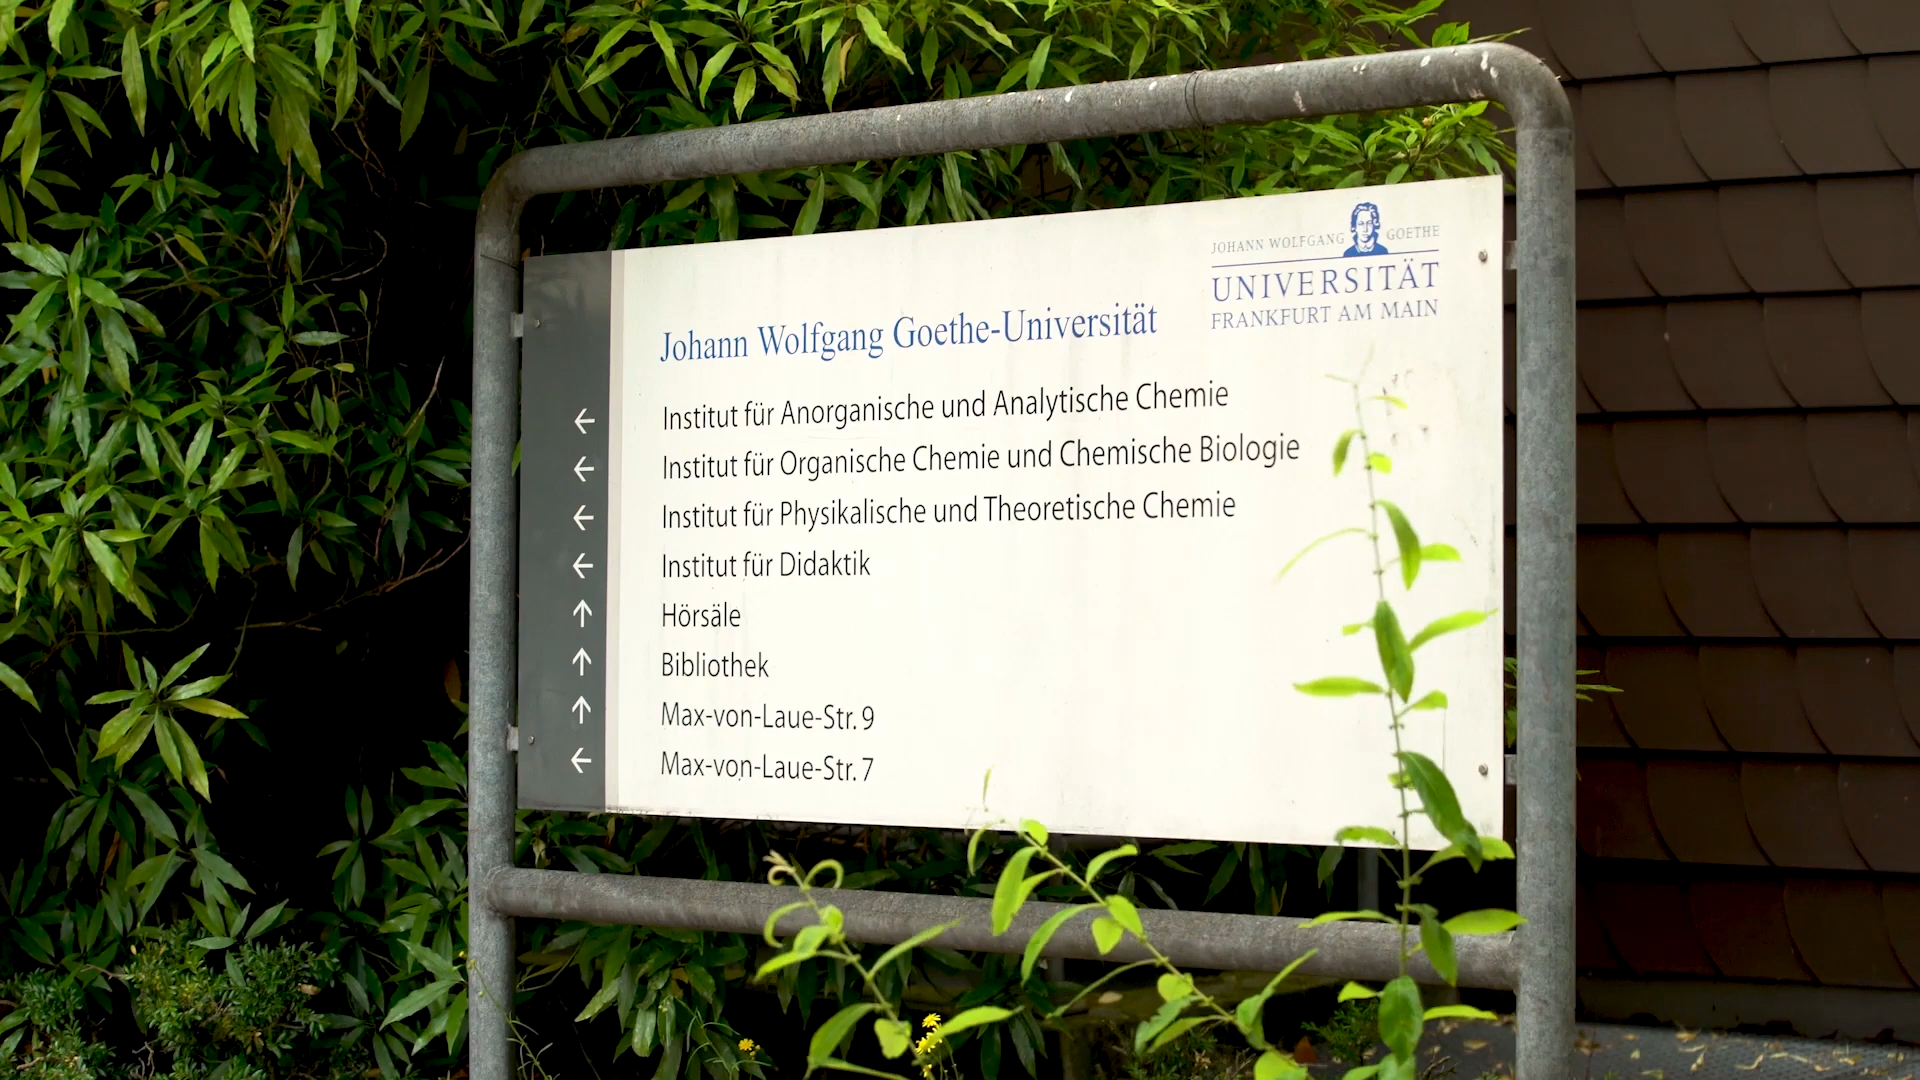 JOHANN WOLFGANG GOETHE
UNIVERSITÄT
FRANKFURT AM MAIN
Johann Wolfgang Goethe-Universität
← Institut für Anorganische und Analytische Chemie
← Institut für Organische Chemie und Chemische Biologie
← Institut für Physikalische und Theoretische Chemie
← Institut für Didaktik
↑ Hörsäle
↑ Bibliothek
↑ Max-von-Laue-Str. 9
← Max-von-Laue-Str. 7